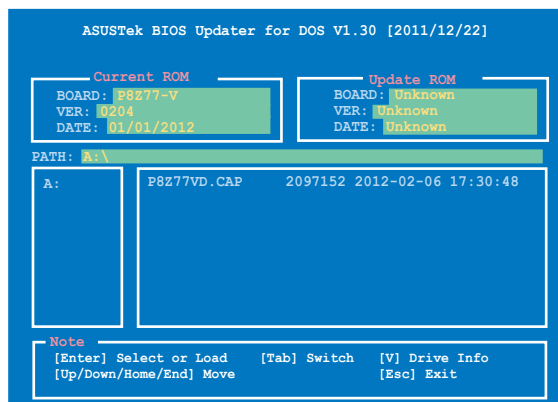 ASUSTek BIOS Updater for DOS V1.30 [2011/12/22]
Current ROM
BOARD: P8Z77-V
VER: 0204
DATE: 01/01/2012
Update ROM
BOARD: Unknown
VER: Unknown
DATE: Unknown
PATH: A:\
A:
P8Z77VD.CAP 2097152 2012-02-06 17:30:48
Note
[Enter] Select or Load [Tab] Switch [V] Drive Info
[Up/Down/Home/End] Move [Esc] Exit